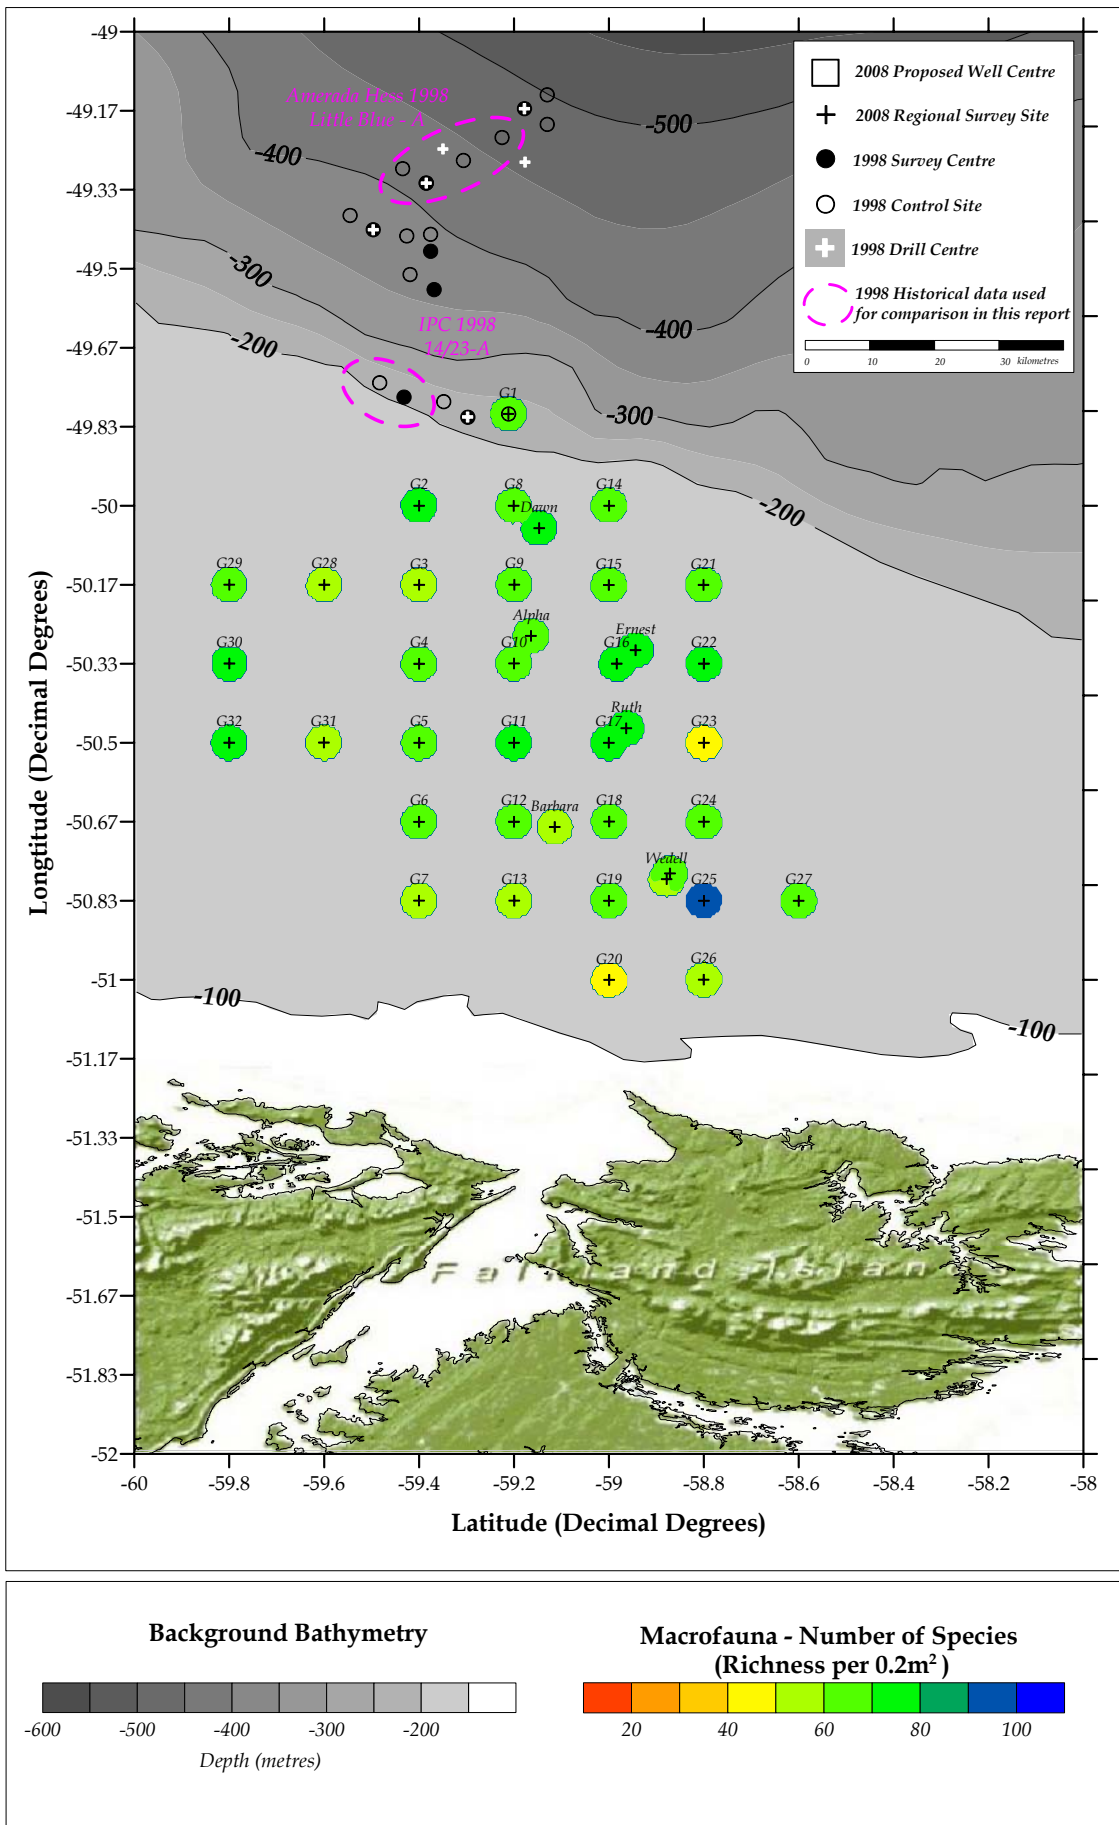 -49
-49.17
-49.33
-49.5
-49.67
-49.83
-50
-50.17
-50.33
-50.5
-50.67
-50.83
-51
-51.17
-51.33
-51.5
-51.67
-51.83
-52
Longtitude (Decimal Degrees)
Amerada Hess 1998
Little Blue - A
-500
-400
-300
-400
IPC 1998
14/23-A
-200
-300
-200
2008 Proposed Well Centre
2008 Regional Survey Site
1998 Survey Centre
1998 Control Site
1998 Drill Centre
1998 Historical data used
for comparison in this report
0 10 20 30 kilometres
G1
G2 G8 G14
Dawn
G29 G28 G3 G9 G15 G21
Alpha
Ernest
G30 G4 G10 G16 G22
Ruth
G32 G31 G5 G11 G17 G23
G6 G12 Barbara G18 G24
Wedell
G7 G13 G19 G25 G27
G20 G26
-100
-100
Falkland Islan
-60 -59.8 -59.6 -59.4 -59.2 -59 -58.8 -58.6 -58.4 -58.2 -58
Latitude (Decimal Degrees)
Background Bathymetry
-600 -500 -400 -300 -200
Depth (metres)
Macrofauna - Number of Species
(Richness per 0.2m²)
20 40 60 80 100